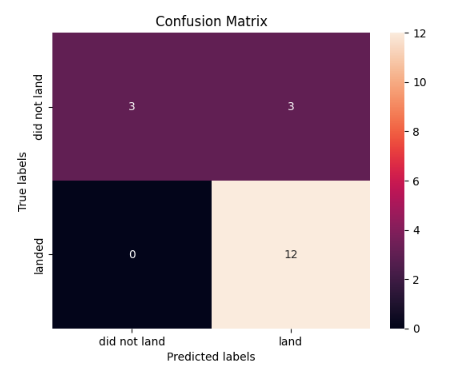 Confusion Matrix
True labels
did not land
landed
3 3
0 12
did not land land
Predicted labels
12
10
8
6
4
2
0